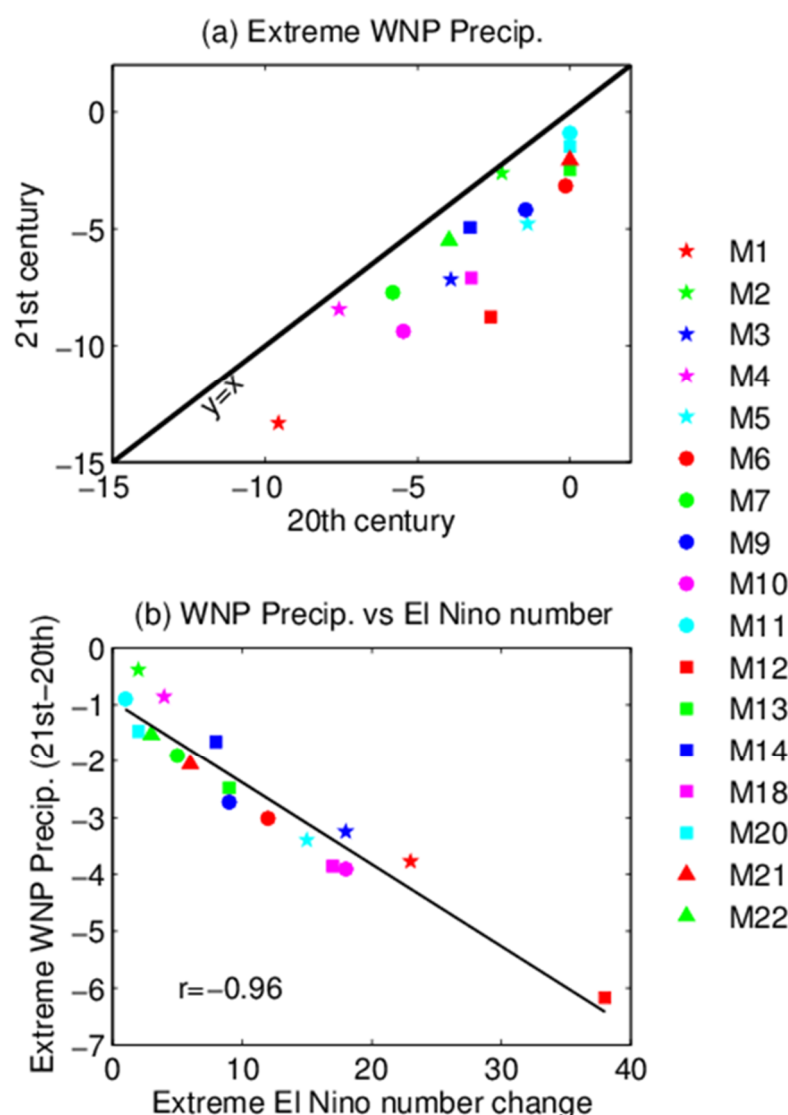 (a) Extreme WNP Precip.
0
−5
−10
−15
21st century
y=x
−15
−10
−5
0
20th century
M1
M2
M3
M4
M5
M6
M7
M9
M10
M11
M12
M13
M14
M18
M20
M21
M22
(b) WNP Precip. vs El Nino number
0
−1
−2
−3
−4
−5
−6
−7
Extreme WNP Precip. (21st−20th)
r=−0.96
0
10
20
30
40
Extreme El Nino number change